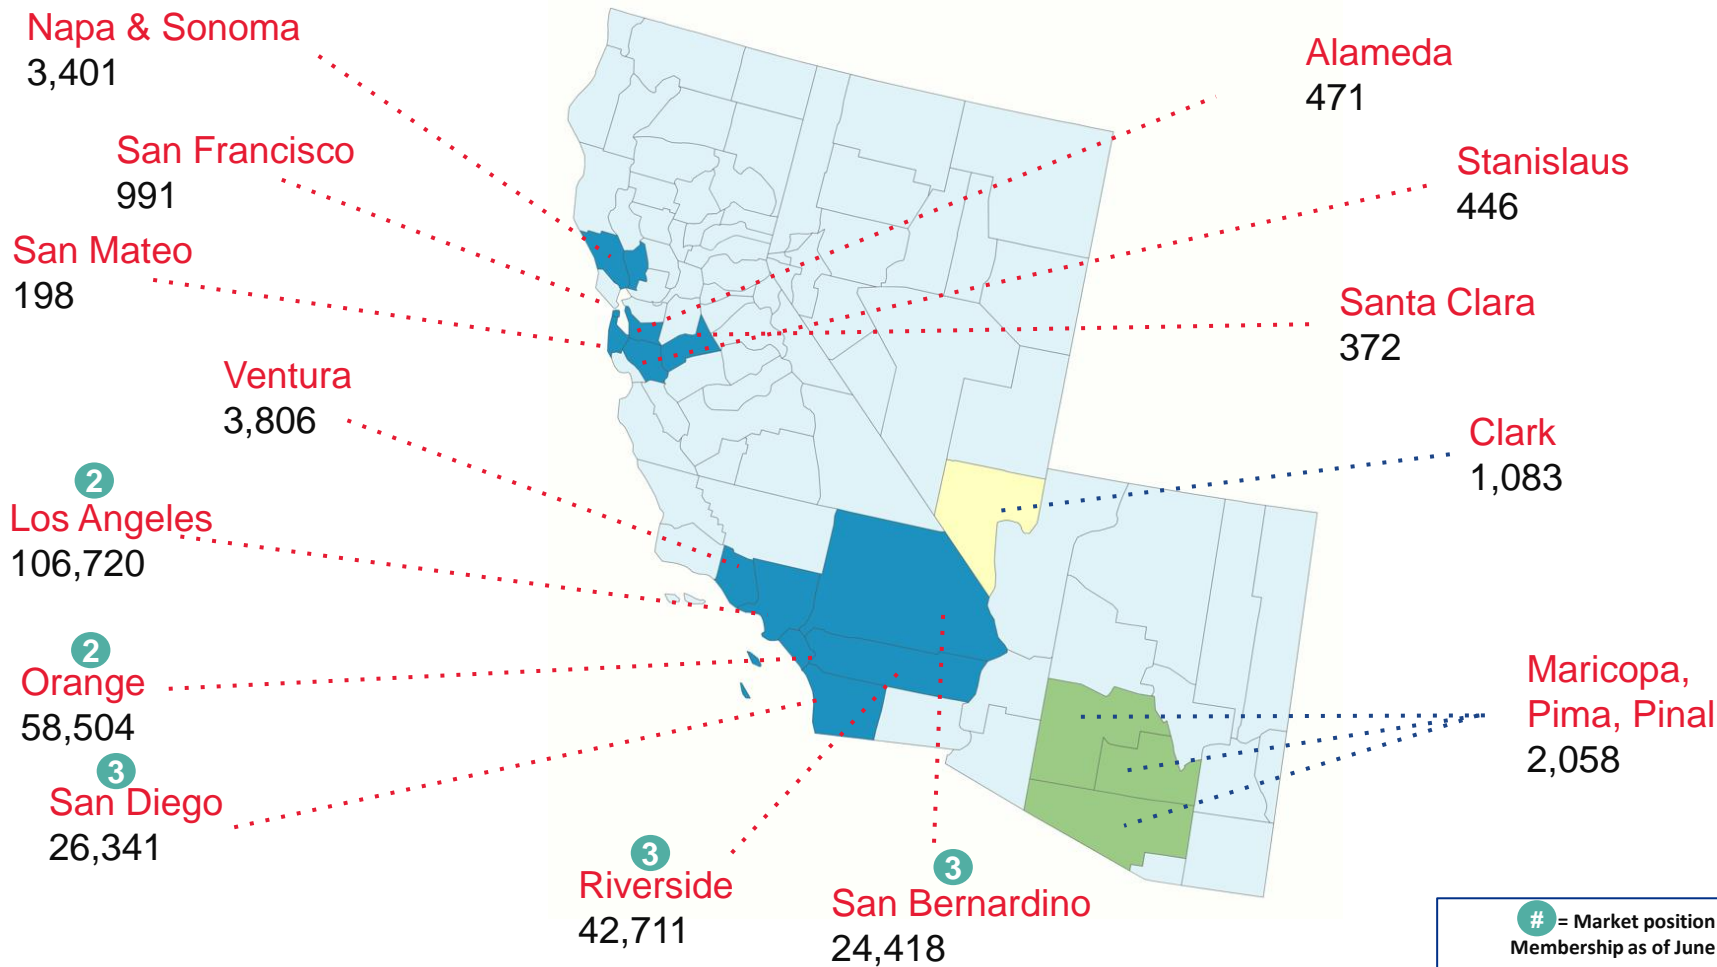 Napa & Sonoma
3,401
San Francisco
991
San Mateo
198
Ventura
3,806
2
Los Angeles
106,720
2
Orange
58,504
3
San Diego
26,341
3
Riverside
42,711
3
San Bernardino
24,418
Alameda
471
Stanislaus
446
Santa Clara
372
Clark
1,083
Maricopa,
Pima, Pinal
2,058
# = Market position
Membership as of June